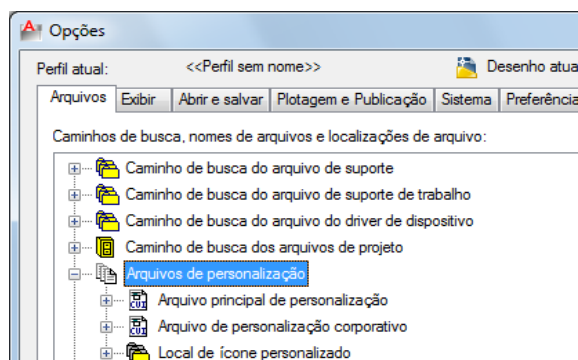 Opções
Perfil atual: <<Perfil sem nome>> Desenho atua
Arquivos Exibir Abrir e salvar Plotagem e Publicação Sistema Preferência
Caminhos de busca, nomes de arquivos e localizações de arquivo:
Caminho de busca do arquivo de suporte
Caminho de busca do arquivo de suporte de trabalho
Caminho de busca do arquivo do driver de dispositivo
Caminho de busca dos arquivos de projeto
Arquivos de personalização
CUI Arquivo principal de personalização
CUI Arquivo de personalização corporativo
Local de ícone personalizado